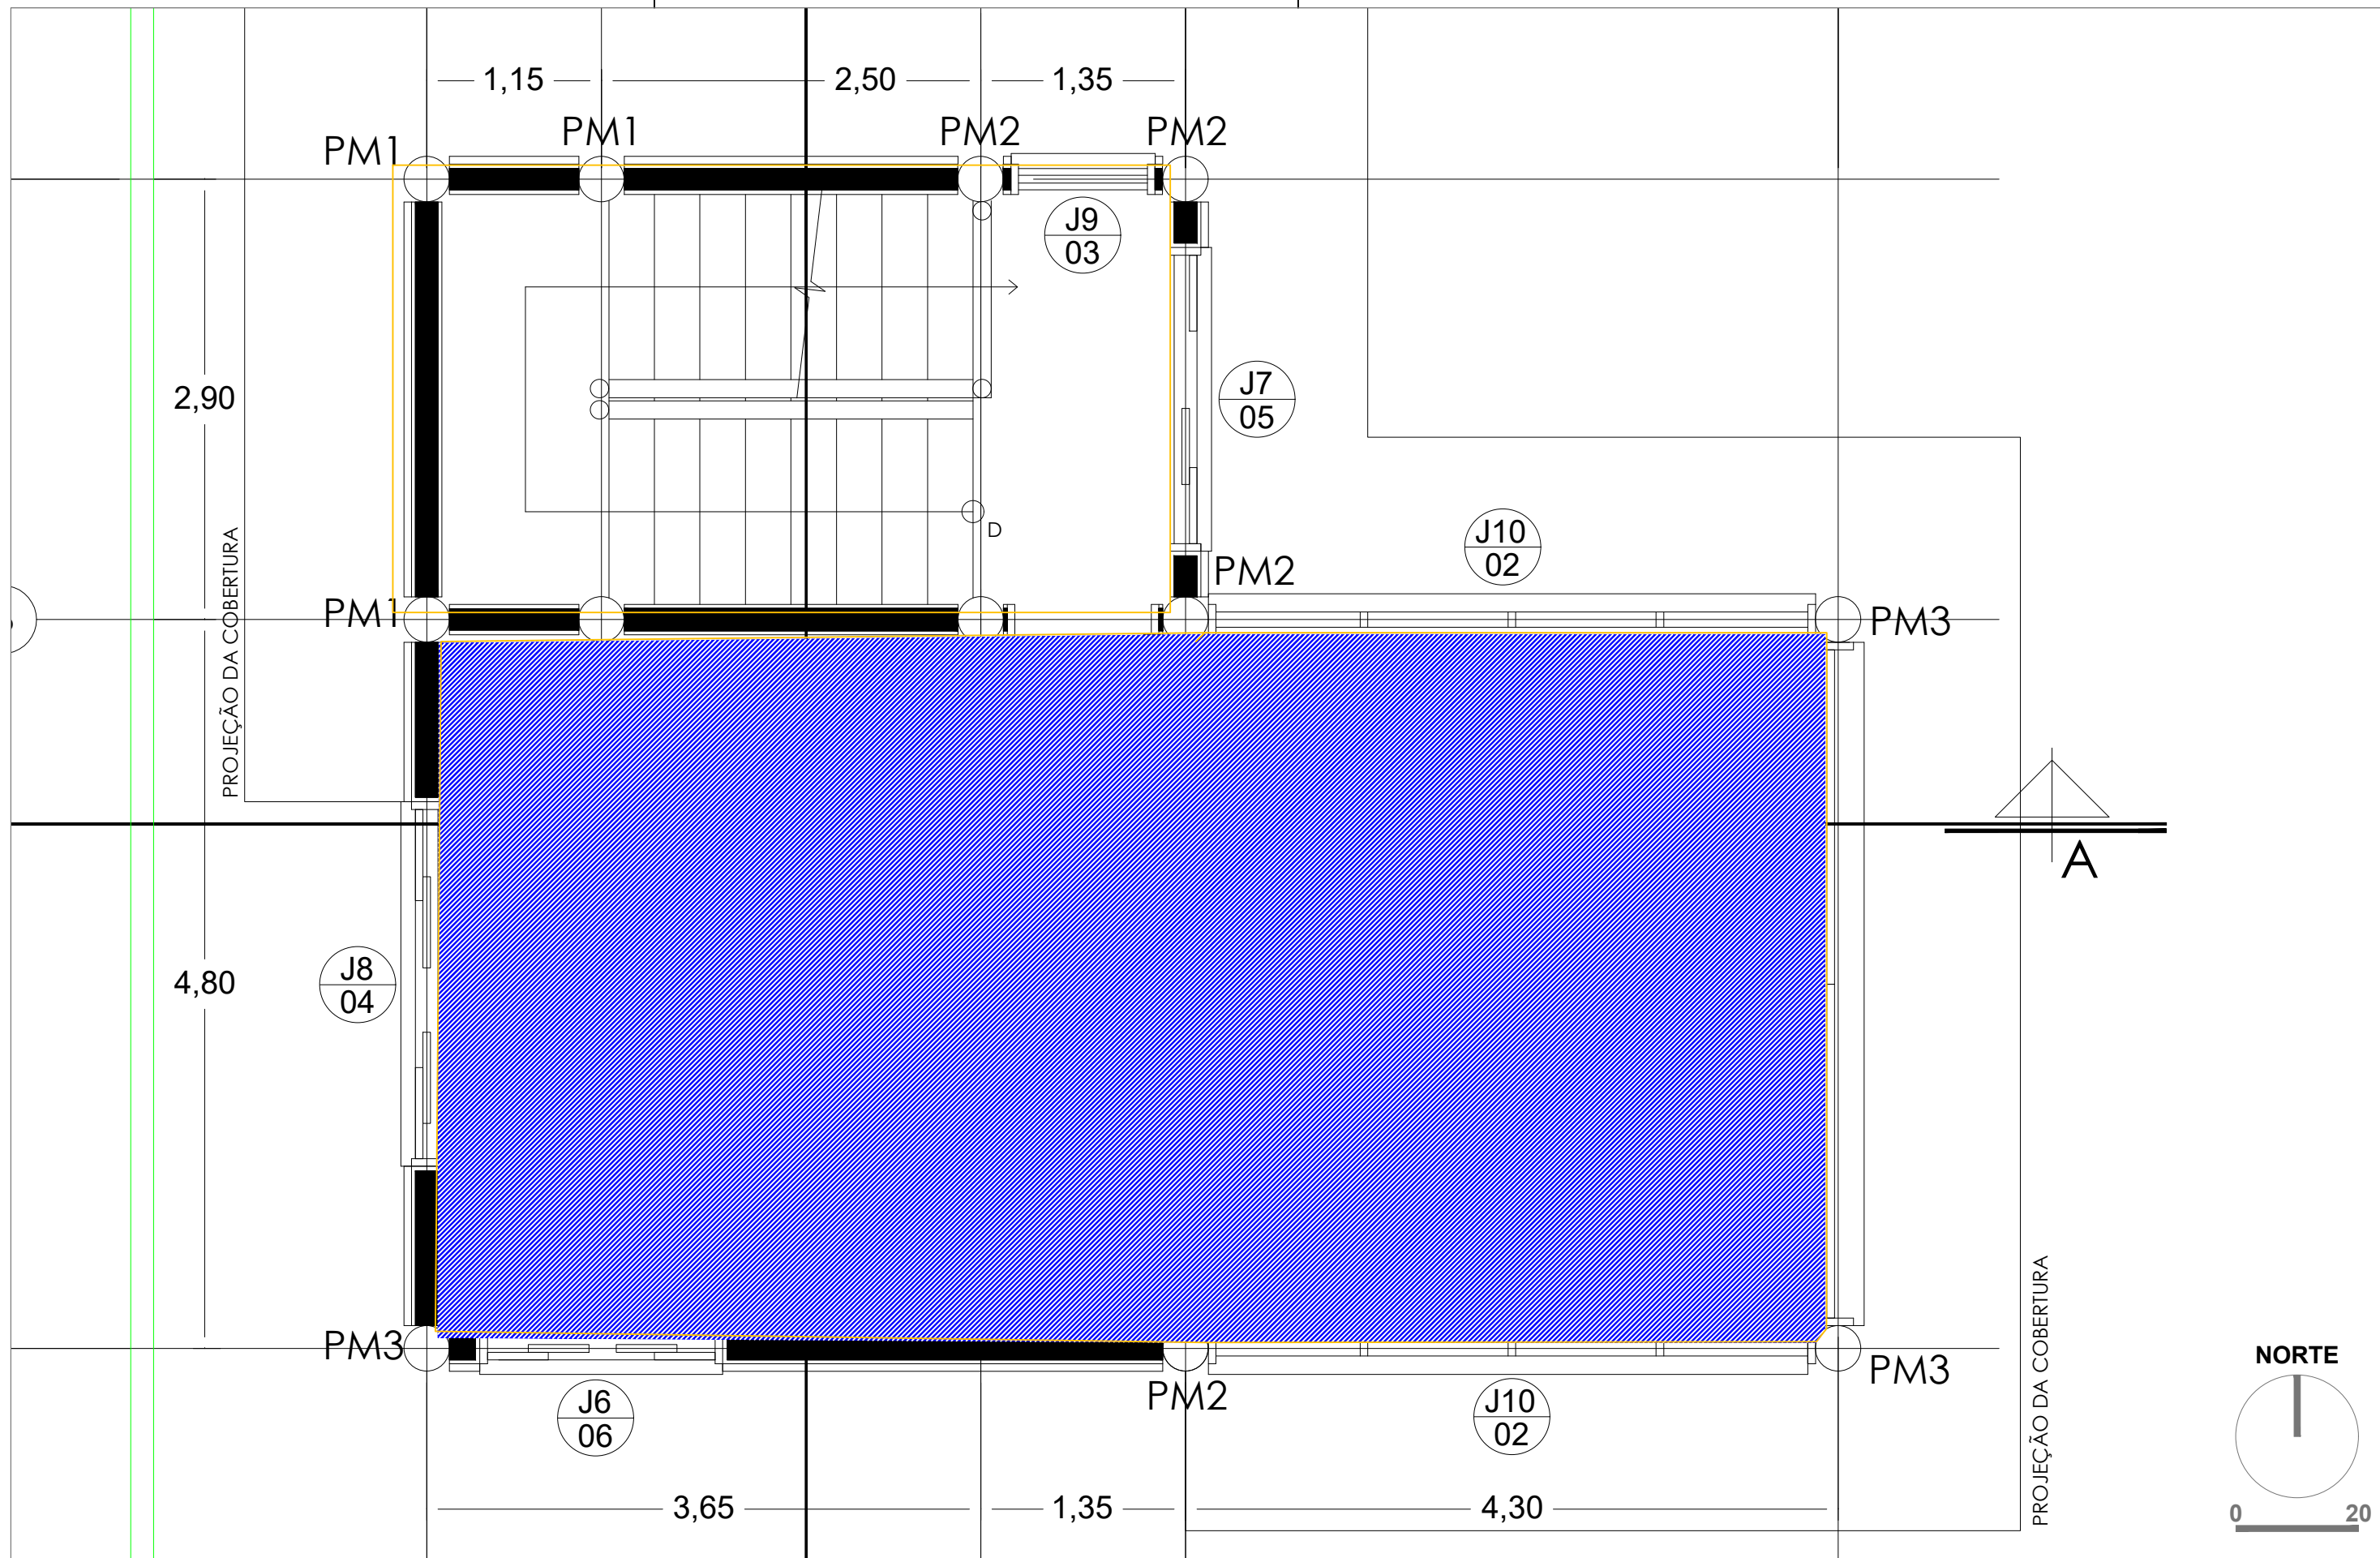 1,15
2,50
1,35
PM1
PM1
PM2
PM2
J9
03
2,90
J7
05
D
J10
02
PM2
PM1
PM3
PROJEÇÃO DA COBERTURA
A
4,80
J8
04
PM3
PM2
PM3
J6
06
J10
02
PROJEÇÃO DA COBERTURA
NORTE
3,65
1,35
4,30
0
20